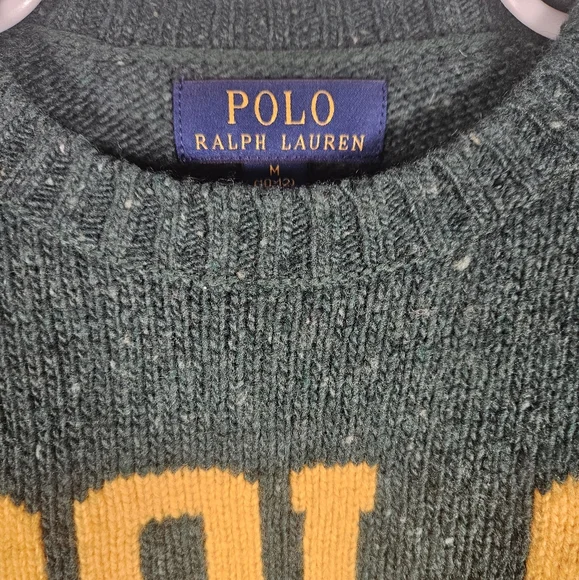 POLO
RALPH LAUREN
M
(10-12)